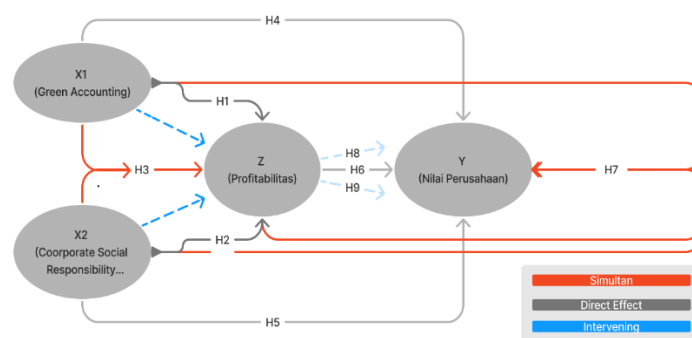 H4
X1
(Green Accounting)
H1
Z
(Profitabilitas)
H3
H8
H6
H9
Y
(Nilai Perusahaan)
H7
X2
(Coorporate Social
Responsibility...
H2
H5
Simultan
Direct Effect
Intervening